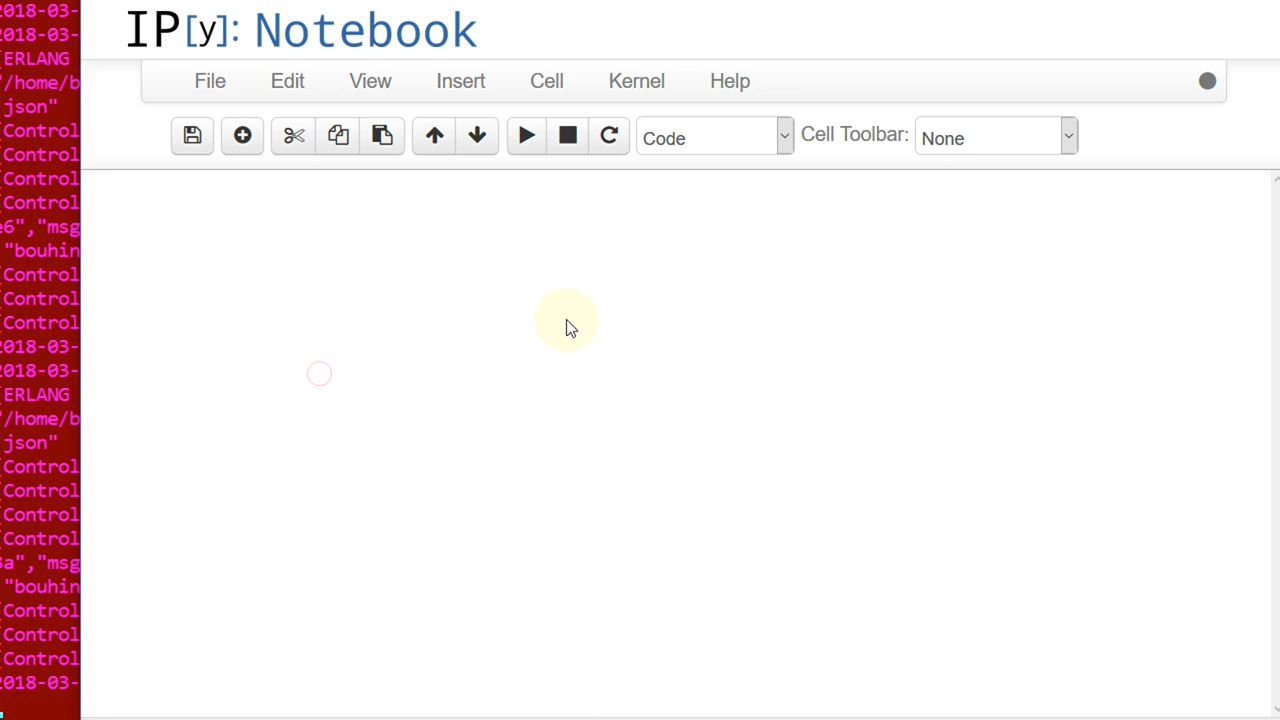 2018-03-
2018-03-
[ERLANG
"/home/b
json"
[Control
[Control
[Control
[Control
e6","msg
"bouhin
[Control
[Control
[Control
2018-03-
2018-03-
[ERLANG
"/home/b
json"
[Control
[Control
[Control
[Control
8a","msg
"bouhin
[Control
[Control
[Control
2018-03-
IP[y]: Notebook
File Edit View Insert Cell Kernel Help
Code Cell Toolbar: None